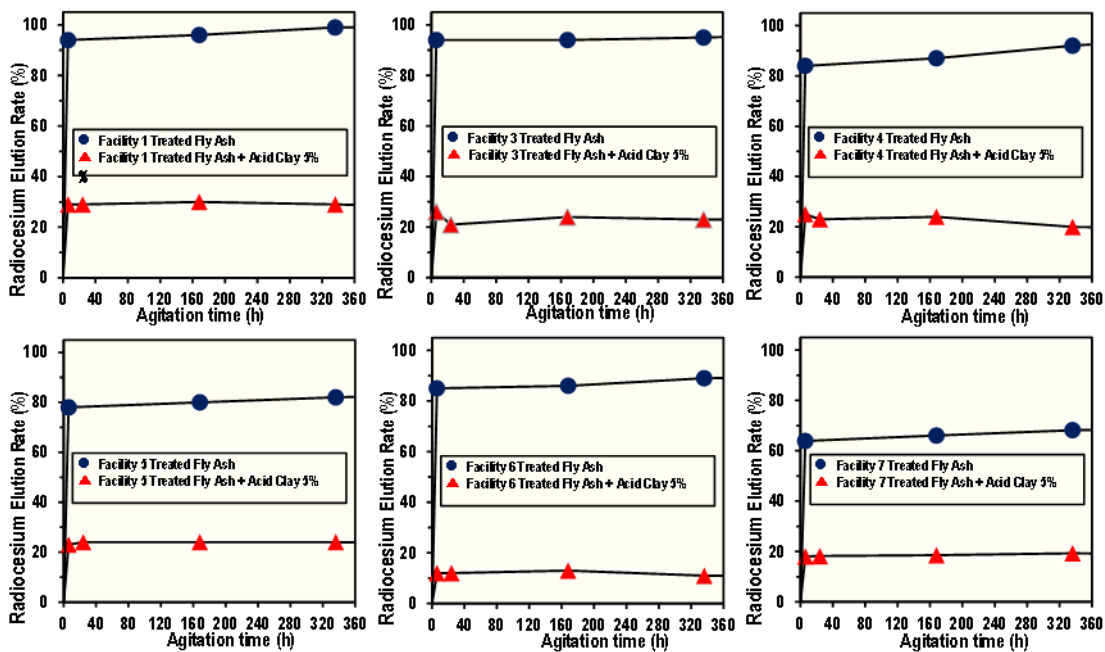 Radiocesium Elution Rate (%)
100
80
60
40
20
0
Facility 1 Treated Fly Ash
Facility 1 Treated Fly Ash + Acid Clay 5%
%
0 40 80 120 160 200 240 280 320 360
Agitation time (h)
Radiocesium Elution Rate (%)
100
80
60
40
20
0
Facility 3 Treated Fly Ash
Facility 3 Treated Fly Ash + Acid Clay 5%
0 40 80 120 160 200 240 280 320 360
Agitation time (h)
Radiocesium Elution Rate (%)
100
80
60
40
20
0
Facility 4 Treated Fly Ash
Facility 4 Treated Fly Ash + Acid Clay 5%
0 40 80 120 160 200 240 280 320 360
Agitation time (h)
Radiocesium Elution Rate (%)
100
80
60
40
20
0
Facility 5 Treated Fly Ash
Facility 5 Treated Fly Ash + Acid Clay 5%
0 40 80 120 160 200 240 280 320 360
Agitation time (h)
Radiocesium Elution Rate (%)
100
80
60
40
20
0
Facility 6 Treated Fly Ash
Facility 6 Treated Fly Ash + Acid Clay 5%
0 40 80 120 160 200 240 280 320 360
Agitation time (h)
Radiocesium Elution Rate (%)
100
80
60
40
20
0
Facility 7 Treated Fly Ash
Facility 7 Treated Fly Ash + Acid Clay 5%
0 40 80 120 160 200 240 280 320 360
Agitation time (h)